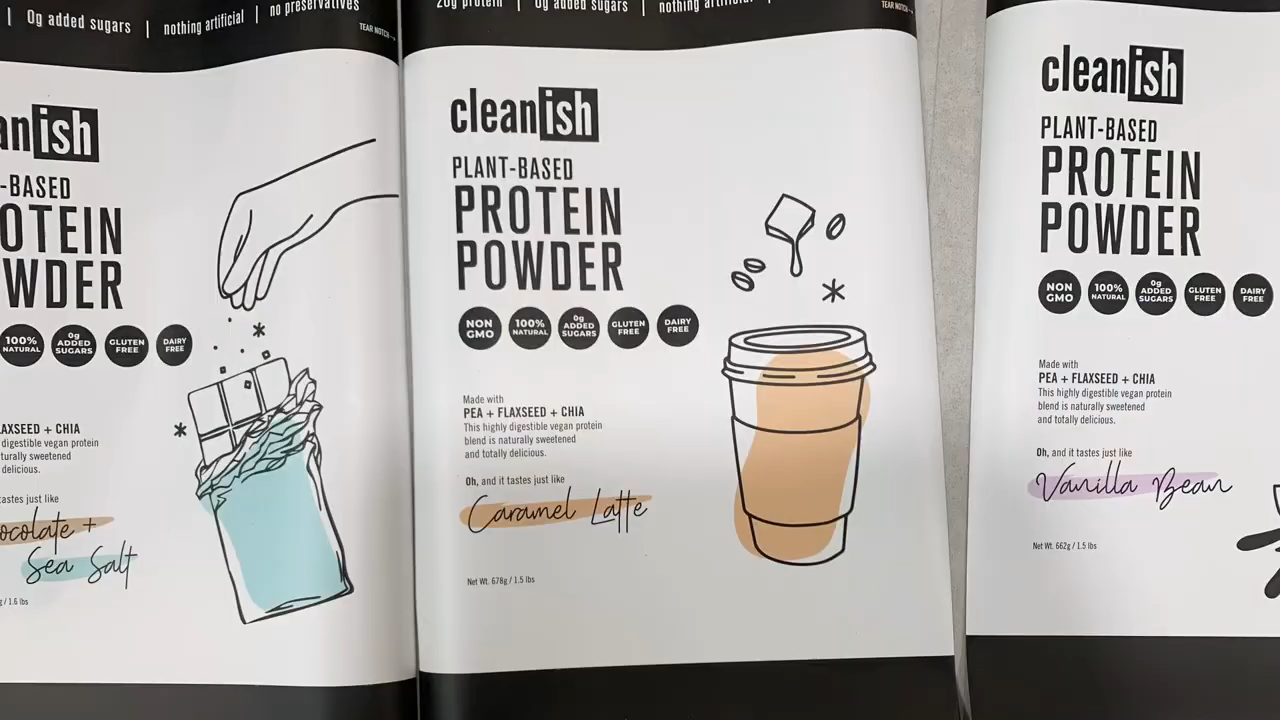 0g added sugars | nothing artificial | no preservatives
TEAR NOTCH
anish
-BASED
OTEIN
WDER
100% NATURAL
0g ADDED SUGARS
GLUTEN FREE
DAIRY FREE
LAXSEED + CHIA
digestible vegan protein
turally sweetened
delicious.
tastes just like
ocolate +
Sea Salt
g / 1.6 lbs
20g protein | 0g added sugars | nothing artificial |
TEAR NOTCH
cleanish
PLANT-BASED
PROTEIN
POWDER
NON GMO
100% NATURAL
0g ADDED SUGARS
GLUTEN FREE
DAIRY FREE
Made with
PEA + FLAXSEED + CHIA
This highly digestible vegan protein
blend is naturally sweetened
and totally delicious.
Oh, and it tastes just like
Caramel Latte
Net Wt. 678g / 1.5 lbs
cleanish
PLANT-BASED
PROTEIN
POWDER
NON GMO
100% NATURAL
0g ADDED SUGARS
GLUTEN FREE
DAIRY FREE
Made with
PEA + FLAXSEED + CHIA
This highly digestible vegan protein
blend is naturally sweetened
and totally delicious.
Oh, and it tastes just like
Vanilla Bean
Net Wt. 662g / 1.5 lbs